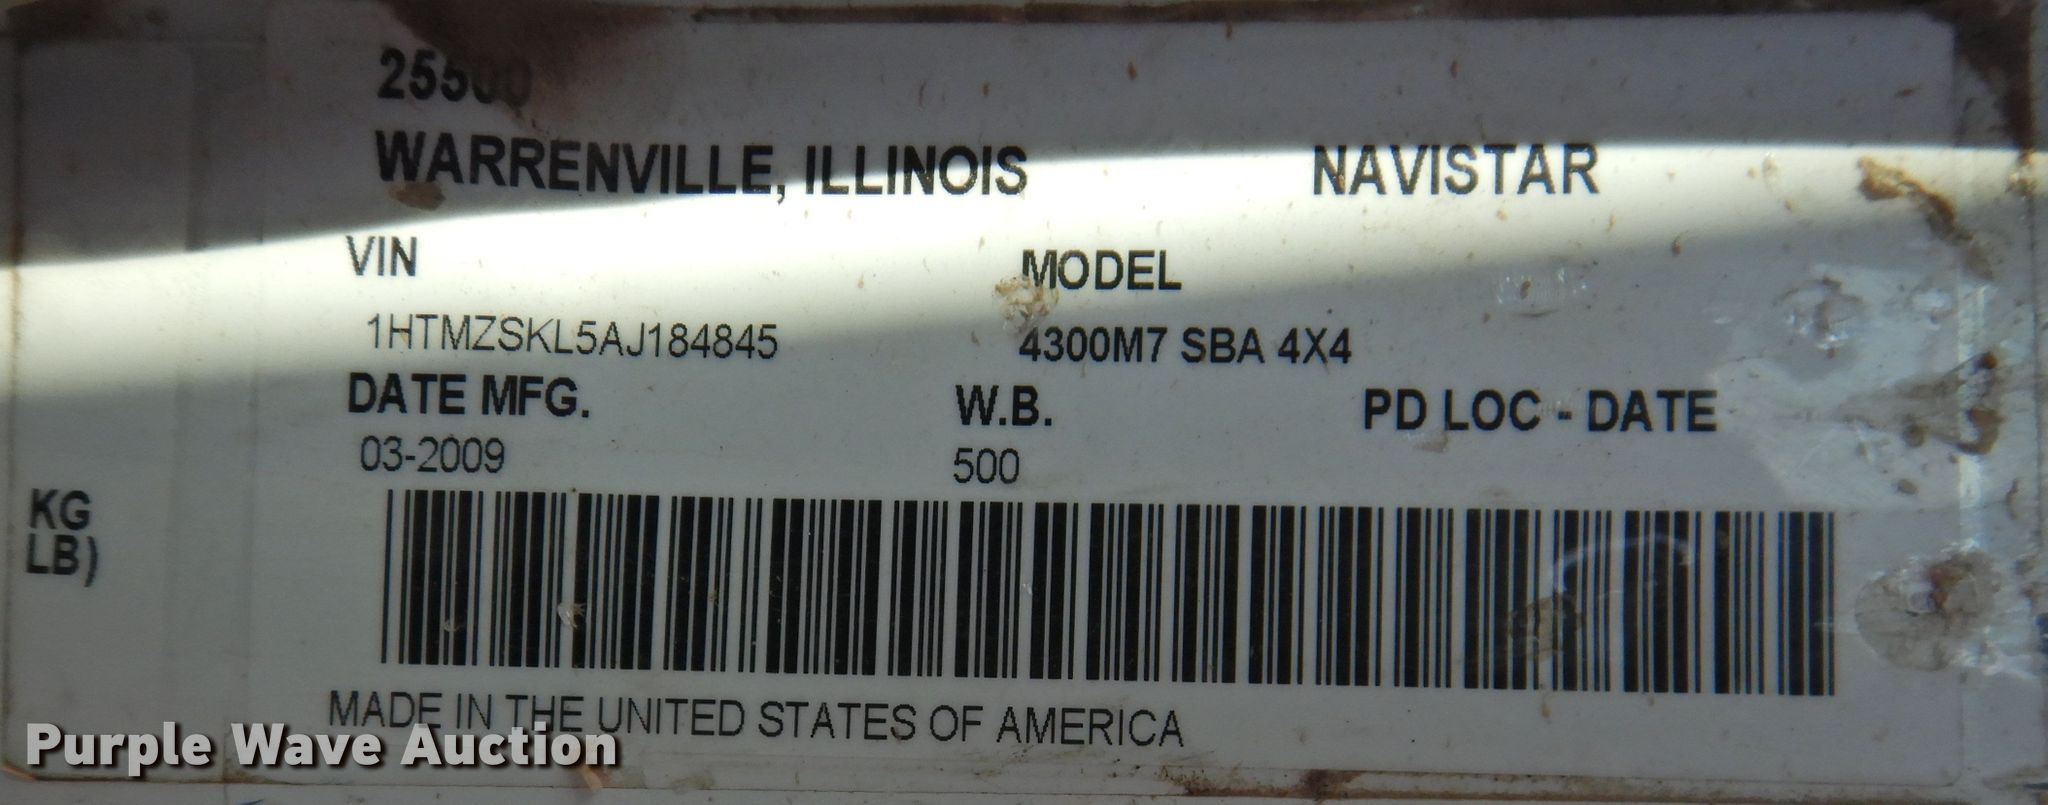 25500
WARRENVILLE, ILLINOIS NAVISTAR
VIN MODEL
1HTMZSKL5AJ184845 4300M7 SBA 4X4
DATE MFG. W.B. PD LOC - DATE
03-2009 500
KG
LB)
MADE IN THE UNITED STATES OF AMERICA
Purple Wave Auction